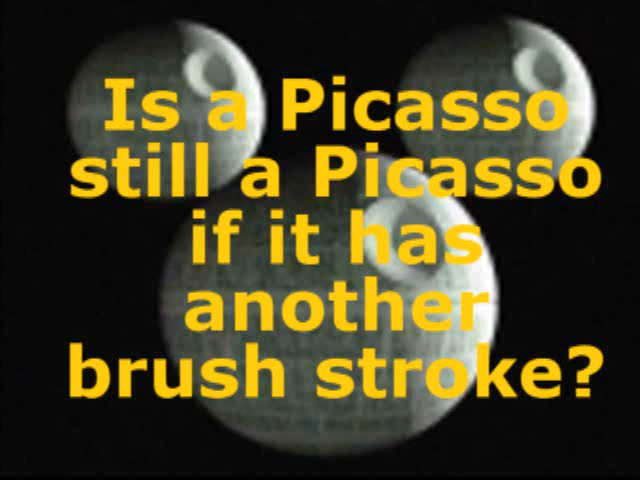 Is a Picasso
still a Picasso
if it has
another
brush stroke?